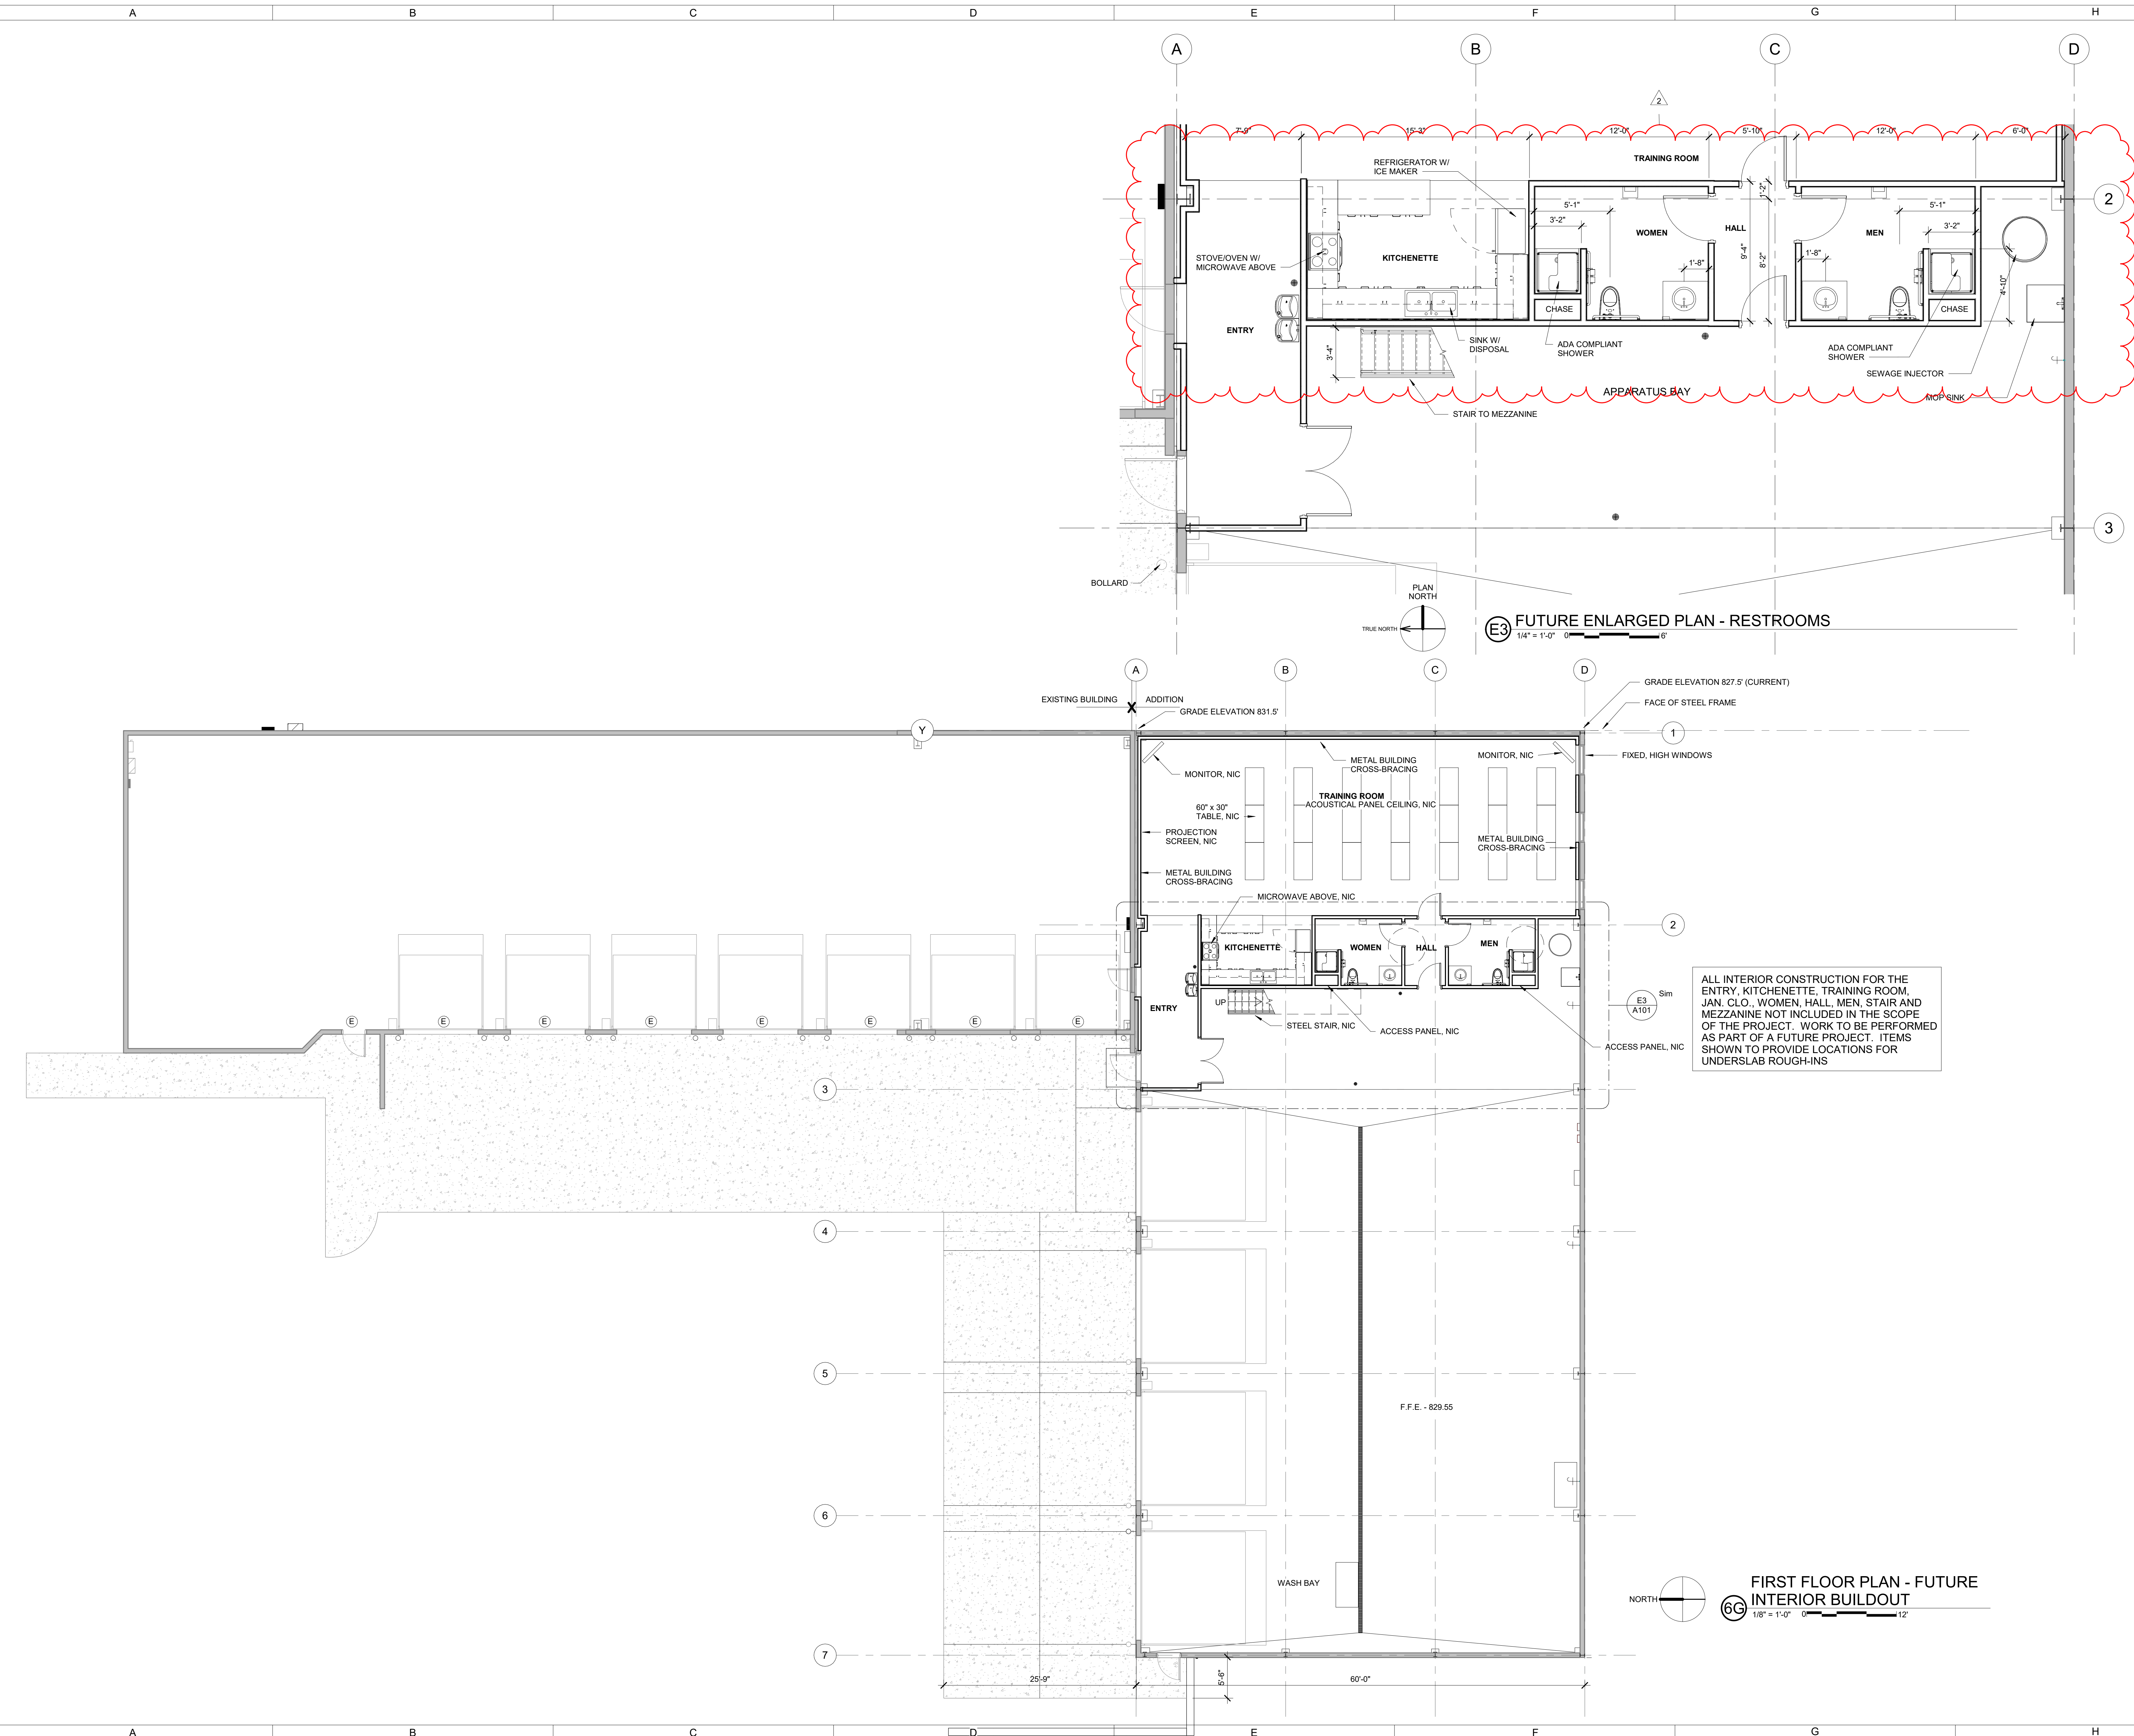 A B C D E F G H
A B C D
2
7'-9" 15'-3" 12'-0" 5'-10" 12'-0" 6'-0"
TRAINING ROOM
REFRIGERATOR W/
ICE MAKER
1'-2"
2
5'-1"
5'-1"
3'-2"
3'-2"
WOMEN
HALL
MEN
9'-4"
8'-2"
STOVE/OVEN W/
MICROWAVE ABOVE
KITCHENETTE
1'-8"
1'-8"
4'-10"
CHASE
CHASE
ENTRY
SINK W/
DISPOSAL
ADA COMPLIANT
SHOWER
ADA COMPLIANT
SHOWER
3'-4"
SEWAGE INJECTOR
APPARATUS BAY
MOP SINK
STAIR TO MEZZANINE
3
BOLLARD
PLAN
NORTH
TRUE NORTH
E3
FUTURE ENLARGED PLAN - RESTROOMS
1/4" = 1'-0" 0 6'
A B C D
GRADE ELEVATION 827.5' (CURRENT)
EXISTING BUILDING
ADDITION
FACE OF STEEL FRAME
GRADE ELEVATION 831.5'
Y
1
MONITOR, NIC
FIXED, HIGH WINDOWS
METAL BUILDING
CROSS-BRACING
MONITOR, NIC
TRAINING ROOM
ACOUSTICAL PANEL CEILING, NIC
60" x 30"
TABLE, NIC
PROJECTION
SCREEN, NIC
METAL BUILDING
CROSS-BRACING
METAL BUILDING
CROSS-BRACING
MICROWAVE ABOVE, NIC
2
KITCHENETTE
WOMEN
HALL
MEN
ENTRY
UP
STEEL STAIR, NIC
ACCESS PANEL, NIC
ACCESS PANEL, NIC
E3
A101
Sim
ALL INTERIOR CONSTRUCTION FOR THE
ENTRY, KITCHENETTE, TRAINING ROOM,
JAN. CLO., WOMEN, HALL, MEN, STAIR AND
MEZZANINE NOT INCLUDED IN THE SCOPE
OF THE PROJECT. WORK TO BE PERFORMED
AS PART OF A FUTURE PROJECT. ITEMS
SHOWN TO PROVIDE LOCATIONS FOR
UNDERSLAB ROUGH-INS
E E E E E E E E
3
4
5
F.F.E. - 829.55
6
WASH BAY
NORTH
6G
FIRST FLOOR PLAN - FUTURE
INTERIOR BUILDOUT
1/8" = 1'-0" 0 12'
7
25'-9"
5'-6"
60'-0"
A B C D E F G H